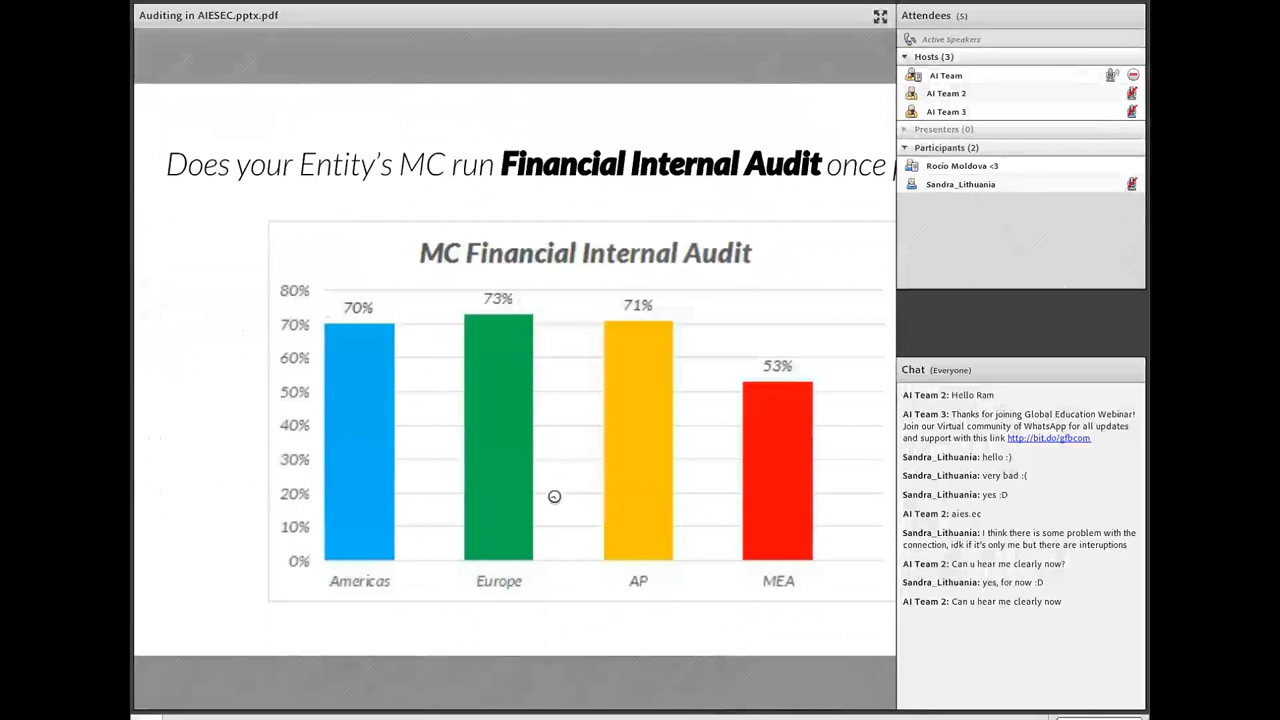 Auditing in AIESEC.pptx.pdf
Does your Entity's MC run Financial Internal Audit once
MC Financial Internal Audit
80%
70%
60%
50%
40%
30%
20%
10%
0%
70%
73%
71%
53%
Americas
Europe
AP
MEA
Attendees (5)
Active Speakers
Hosts (3)
AI Team
AI Team 2
AI Team 3
Presenters (0)
Participants (2)
Rocío Moldova <3
Sandra_Lithuania
Chat (Everyone)
AI Team 2: Hello Ram
AI Team 3: Thanks for joining Global Education Webinar!
Join our Virtual community of WhatsApp for all updates
and support with this link http://bit.do/gfbcom
Sandra_Lithuania: hello :)
Sandra_Lithuania: very bad :(
Sandra_Lithuania: yes :D
AI Team 2: aies.ec
Sandra_Lithuania: I think there is some problem with the
connection, idk if it's only me but there are interuptions
AI Team 2: Can u hear me clearly now?
Sandra_Lithuania: yes, for now :D
AI Team 2: Can u hear me clearly now